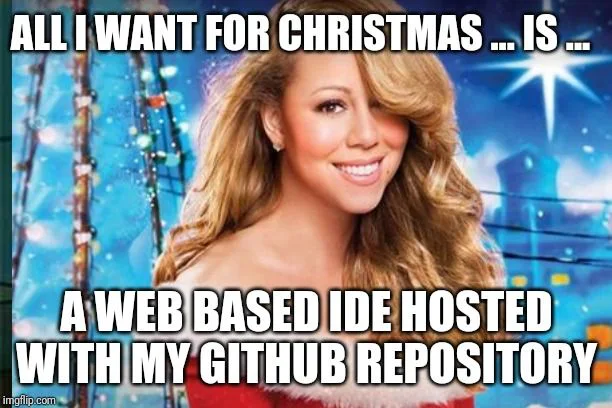 ALL I WANT FOR CHRISTMAS ... IS ...
A WEB BASED IDE HOSTED
WITH MY GITHUB REPOSITORY
imgflip.com